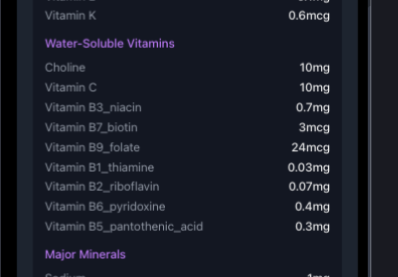 Vitamin K 0.6mcg
Water-Soluble Vitamins
Choline 10mg
Vitamin C 10mg
Vitamin B3_niacin 0.7mg
Vitamin B7_biotin 3mcg
Vitamin B9_folate 24mcg
Vitamin B1_thiamine 0.03mg
Vitamin B2_riboflavin 0.07mg
Vitamin B6_pyridoxine 0.4mg
Vitamin B5_pantothenic_acid 0.3mg
Major Minerals
Sodium 1mg